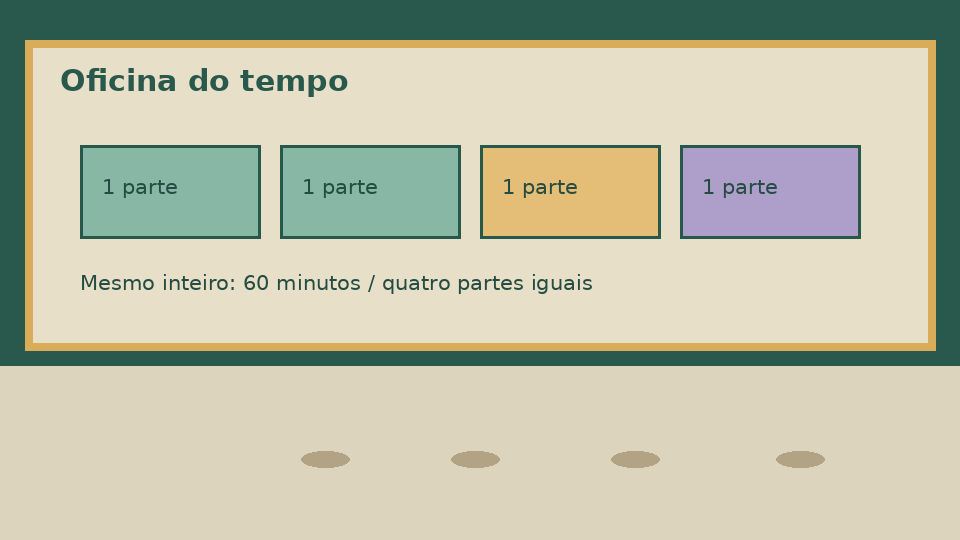 Oficina do tempo
1 parte 1 parte 1 parte 1 parte
Mesmo inteiro: 60 minutos / quatro partes iguais